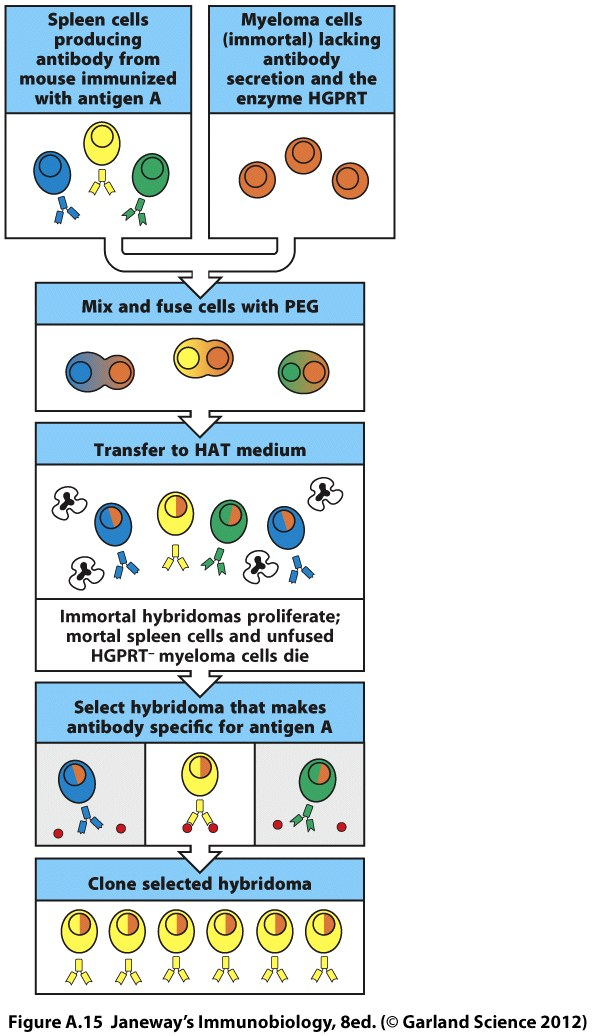 Spleen cells
producing
antibody from
mouse immunized
with antigen A
Myeloma cells
(immortal) lacking
antibody
secretion and the
enzyme HGPRT
Mix and fuse cells with PEG
Transfer to HAT medium
Immortal hybridomas proliferate;
mortal spleen cells and unfused
HGPRT⁻ myeloma cells die
Select hybridoma that makes
antibody specific for antigen A
Clone selected hybridoma
Figure A.15 Janeway's Immunobiology, 8ed. (© Garland Science 2012)